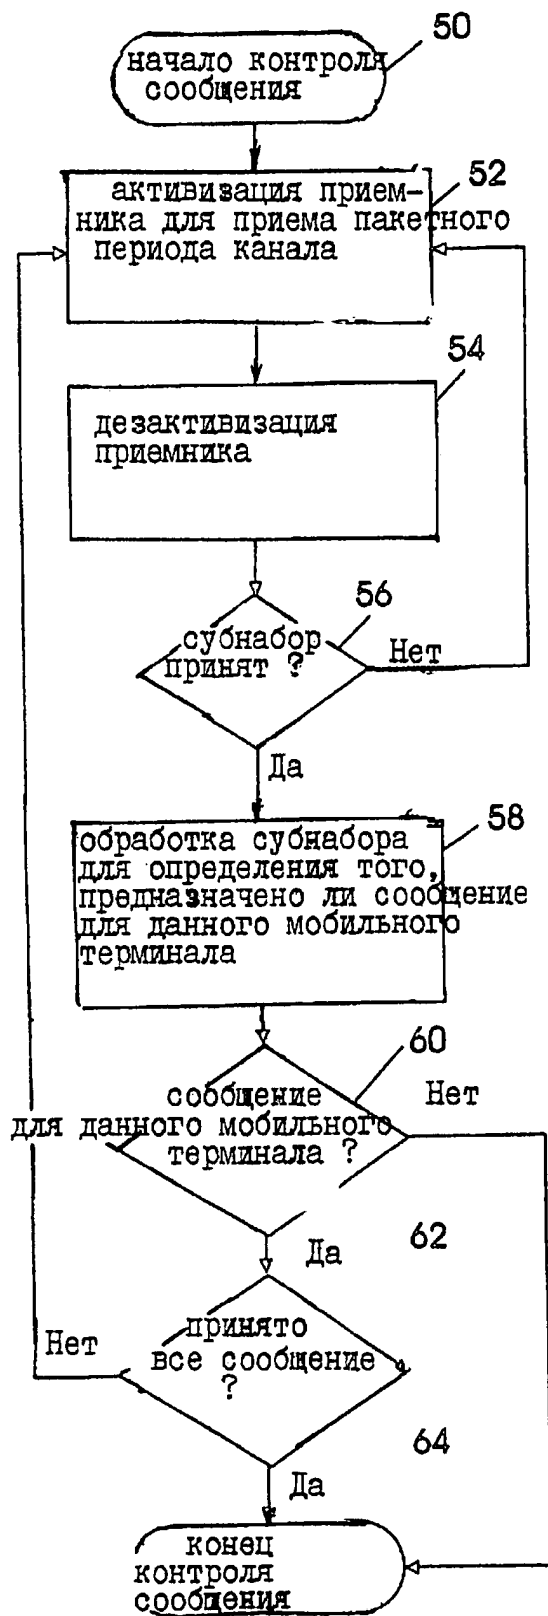 50
начало контроля
сообщения
52
активизация прием-
ника для приема пакетного
периода канала
54
дезактивизация
приемника
56
субнабор
принят ?
Нет
Да
58
обработка субнабора
для определения того,
предназначено ли сообщение
для данного мобильного
терминала
60
сообщение
для данного мобильного
терминала ?
Нет
62
Да
принято
все сообщение
?
Нет
64
Да
конец
контроля
сообщения